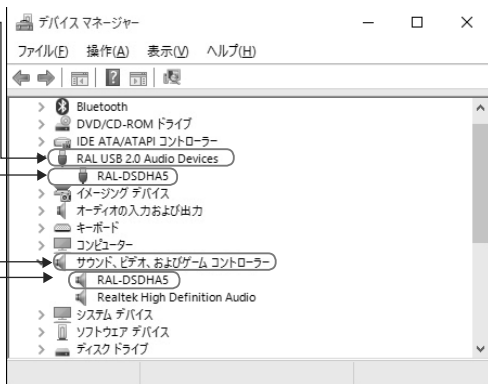 デバイス マネージャー
ファイル(F) 操作(A) 表示(V) ヘルプ(H)
Bluetooth
DVD/CD-ROM ドライブ
IDE ATA/ATAPI コントローラー
RAL USB 2.0 Audio Devices
RAL-DSDHA5
イメージング デバイス
オーディオの入力および出力
キーボード
コンピューター
サウンド、ビデオ、およびゲーム コントローラー
RAL-DSDHA5
Realtek High Definition Audio
システム デバイス
ソフトウェア デバイス
ディスク ドライブ